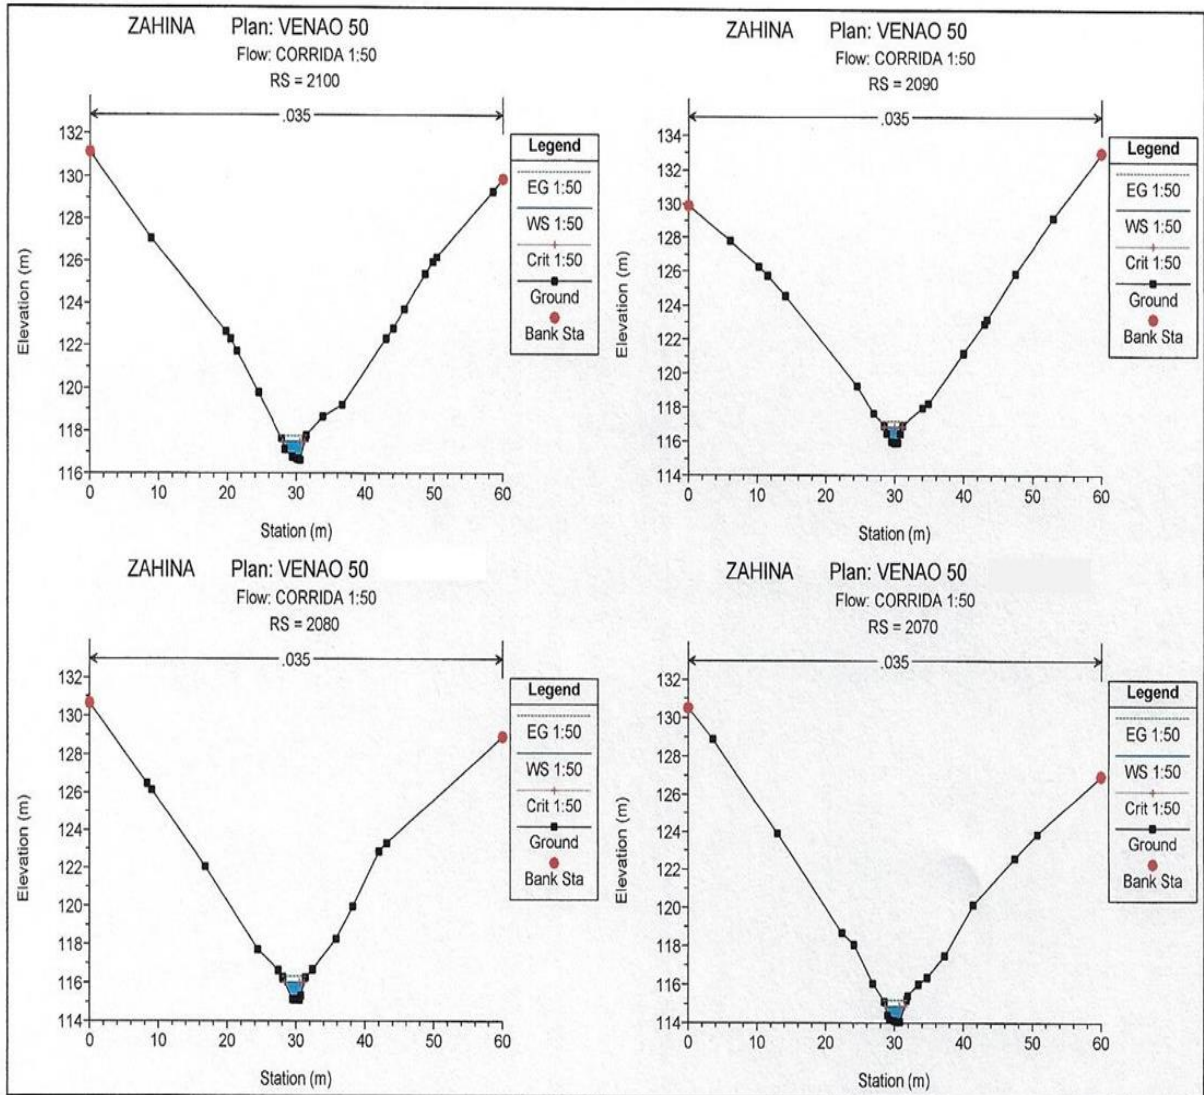 ZAHINA Plan: VENAO 50
Flow: CORRIDA 1:50
RS = 2100
.035
Legend
EG 1:50
WS 1:50
Crit 1:50
Ground
Bank Sta
Elevation (m)
132
130
128
126
124
122
120
118
116
0 10 20 30 40 50 60
Station (m)
ZAHINA Plan: VENAO 50
Flow: CORRIDA 1:50
RS = 2090
.035
Legend
EG 1:50
WS 1:50
Crit 1:50
Ground
Bank Sta
Elevation (m)
134
132
130
128
126
124
122
120
118
116
114
0 10 20 30 40 50 60
Station (m)
ZAHINA Plan: VENAO 50
Flow: CORRIDA 1:50
RS = 2080
.035
Legend
EG 1:50
WS 1:50
Crit 1:50
Ground
Bank Sta
Elevation (m)
132
130
128
126
124
122
120
118
116
114
0 10 20 30 40 50 60
Station (m)
ZAHINA Plan: VENAO 50
Flow: CORRIDA 1:50
RS = 2070
.035
Legend
EG 1:50
WS 1:50
Crit 1:50
Ground
Bank Sta
Elevation (m)
132
130
128
126
124
122
120
118
116
114
0 10 20 30 40 50 60
Station (m)